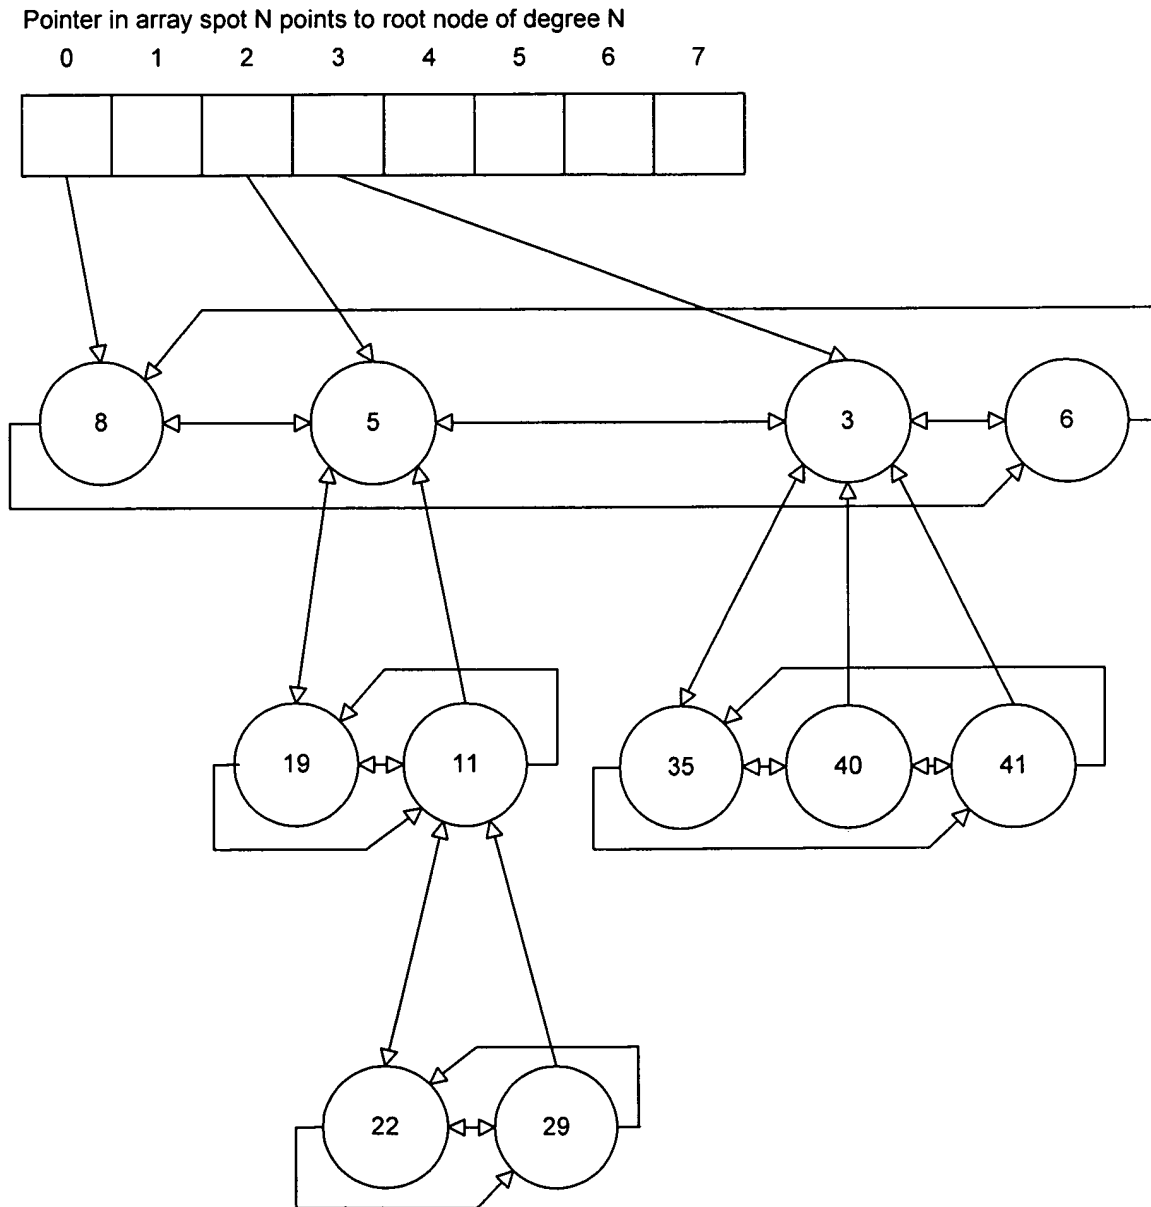 Pointer in array spot N points to root node of degree N
0 1 2 3 4 5 6 7
8 5 3 6
19 11 35 40 41
22 29